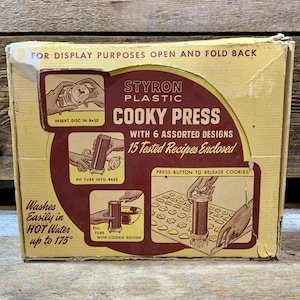 FOR DISPLAY PURPOSES OPEN AND FOLD BACK
STYRON
PLASTIC
COOKY PRESS
WITH 6 ASSORTED DESIGNS
15 Tested Recipes Enclosed
INSERT DISC IN BASE
FIT TUBE INTO BASE
FILL
TUBE
WITH COOKIE DOUGH
PRESS BUTTON TO RELEASE COOKIES
Washes
Easily in
HOT Water
up to 175°